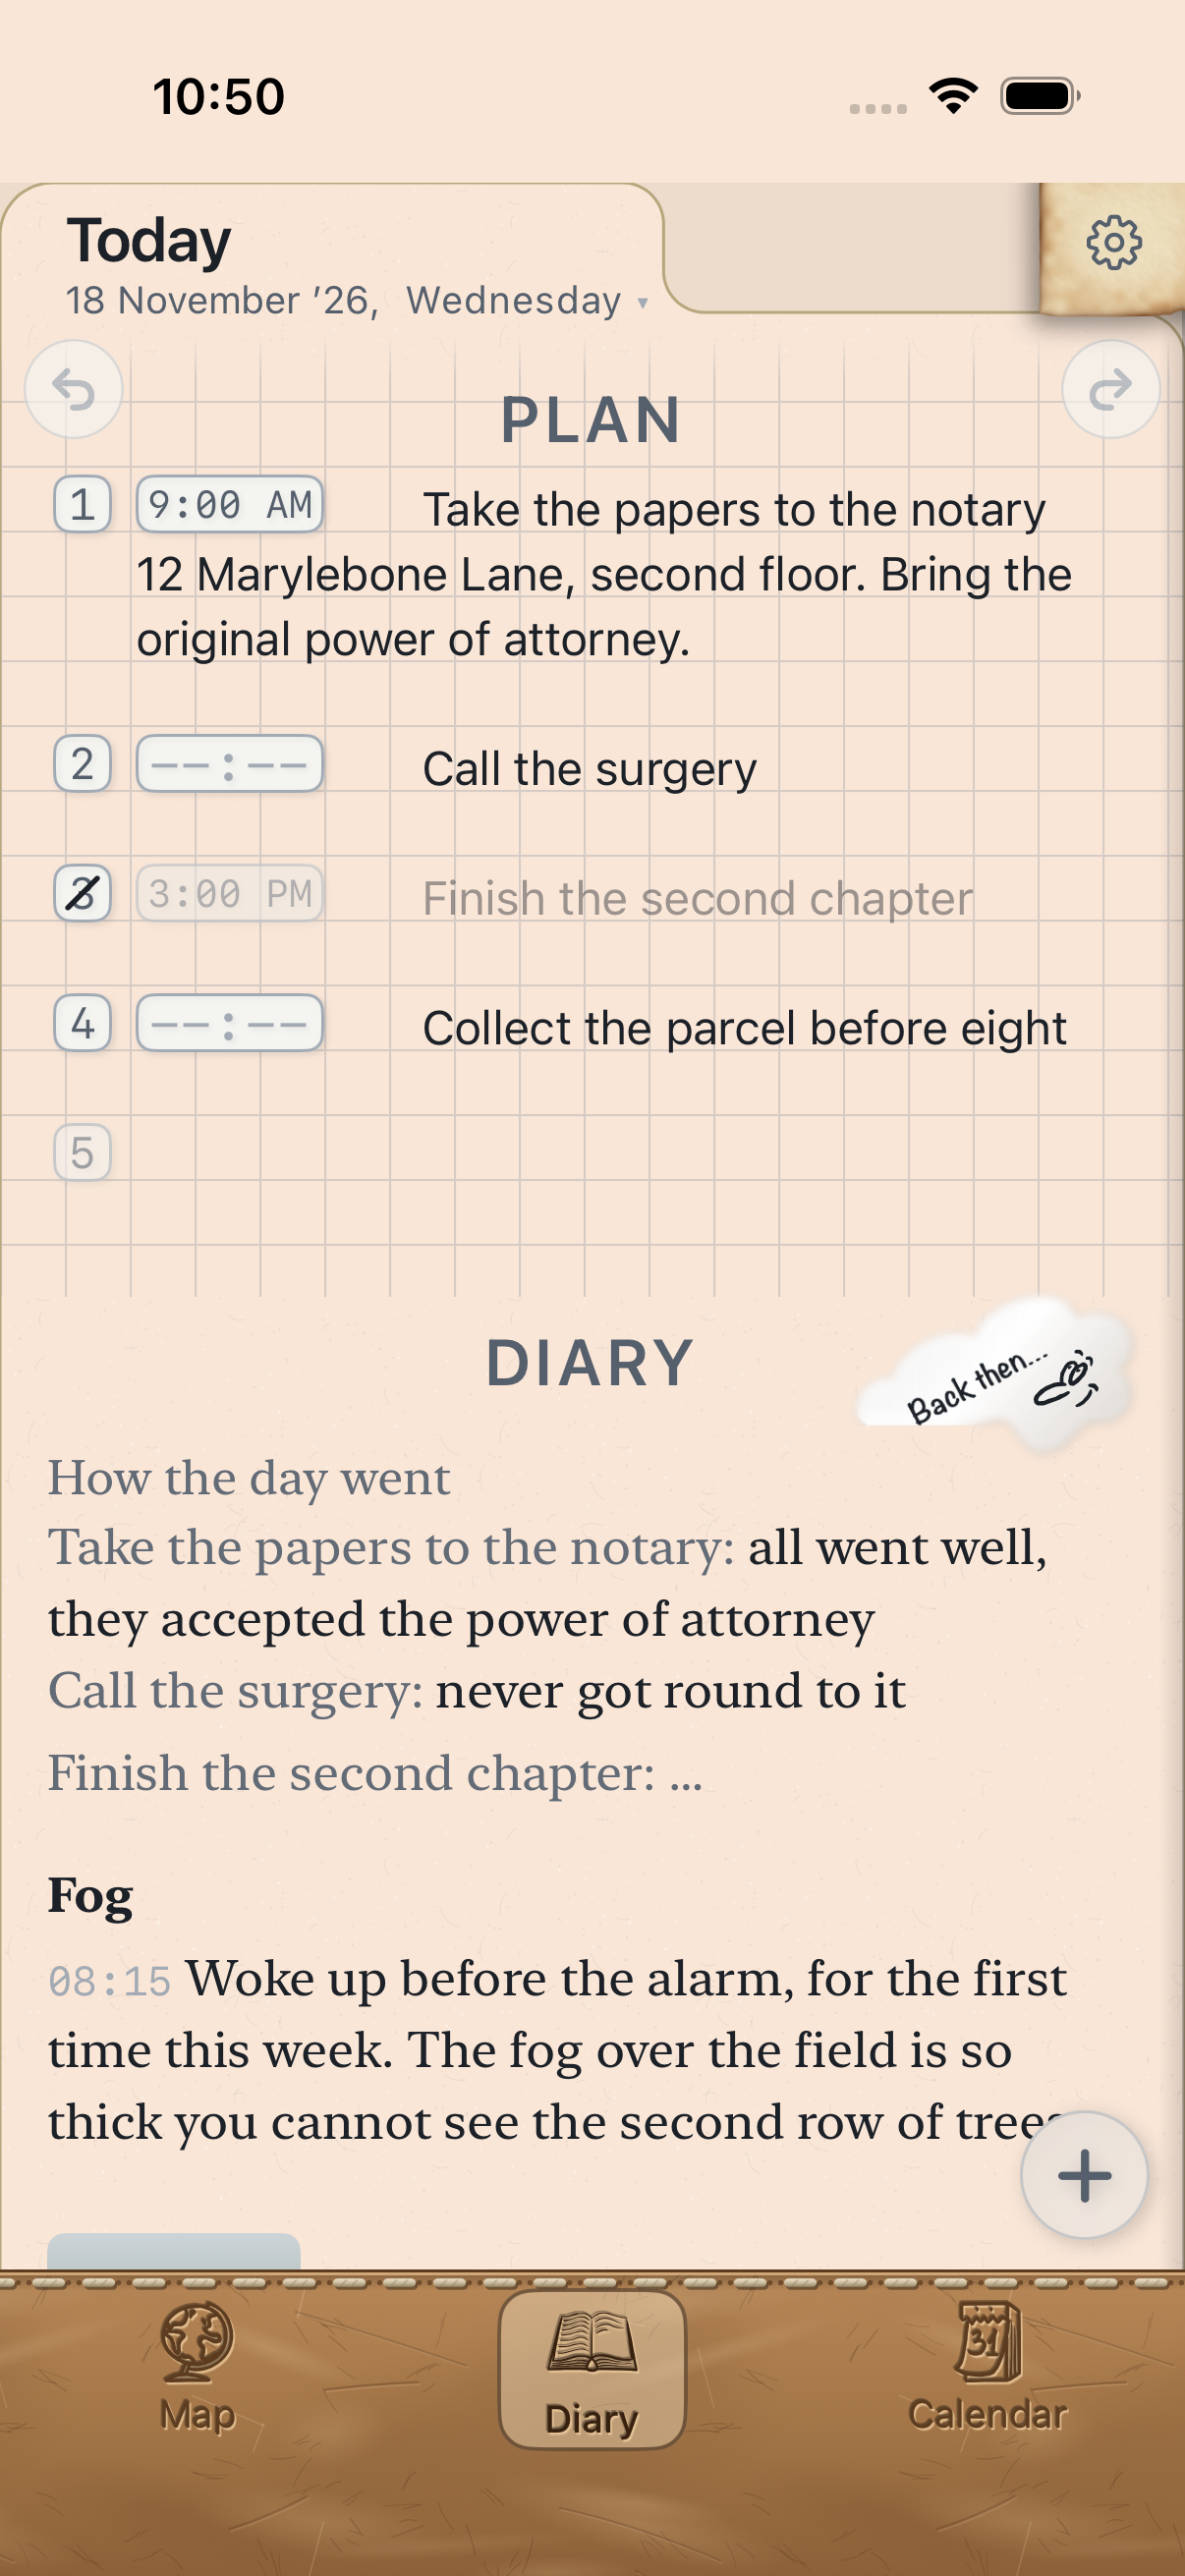 10:50
Today
18 November ’26, Wednesday ▾
PLAN
1 9:00 AM Take the papers to the notary
12 Marylebone Lane, second floor. Bring the
original power of attorney.
2 --:-- Call the surgery
3 3:00 PM Finish the second chapter
4 --:-- Collect the parcel before eight
5
DIARY
Back then...
How the day went
Take the papers to the notary: all went well,
they accepted the power of attorney
Call the surgery: never got round to it
Finish the second chapter: ...
Fog
08:15 Woke up before the alarm, for the first
time this week. The fog over the field is so
thick you cannot see the second row of trees
Map
Diary
31
Calendar